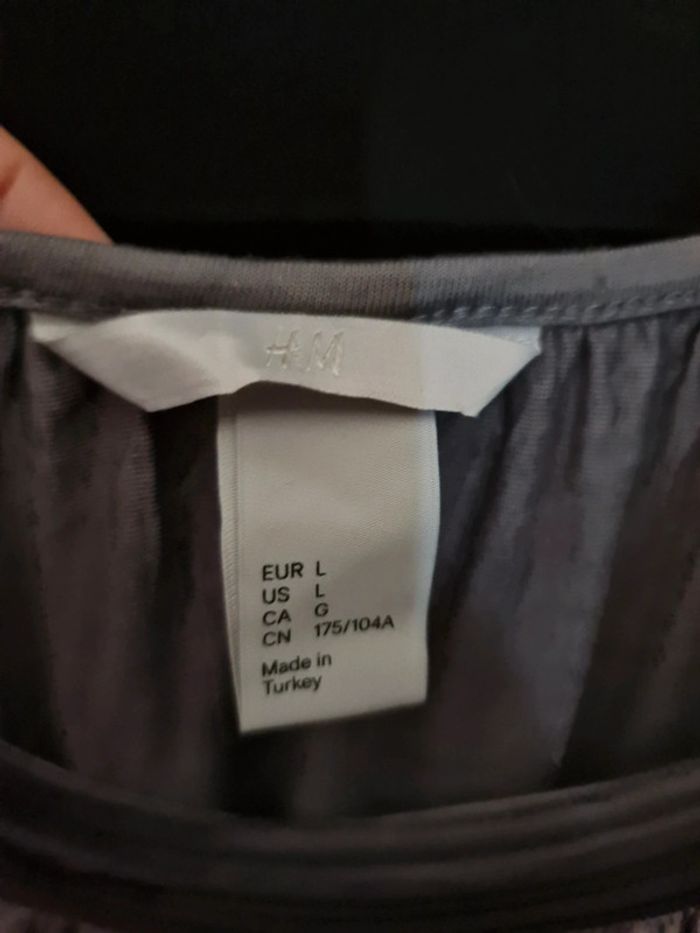 H&M
EUR L
US L
CA G
CN 175/104A
Made in
Turkey